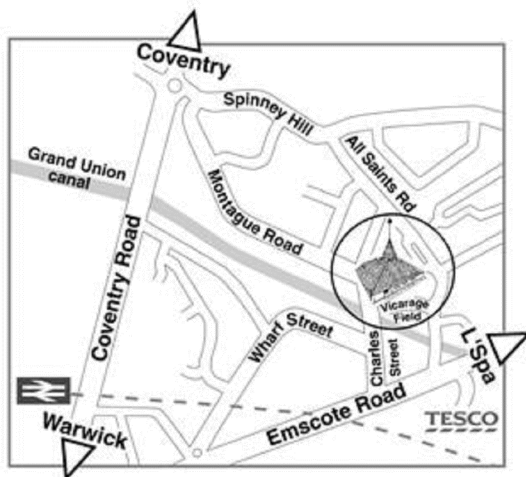 Coventry
Spinney Hill
All Saints Rd
Grand Union
canal
Montague Road
Coventry Road
Vicarage
Field
Wharf Street
Charles
Street
L'Spa
Emscote Road
Warwick
TESCO